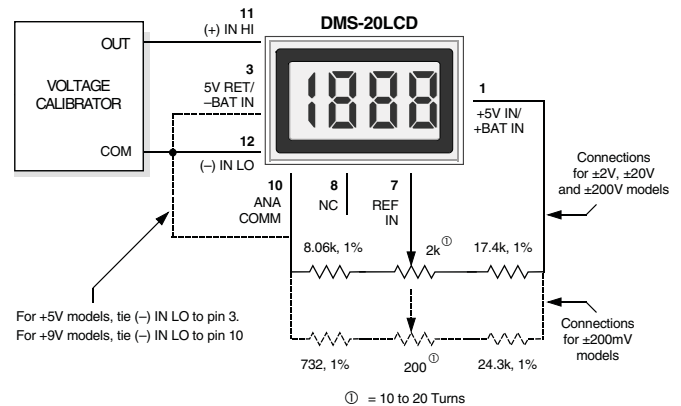 11
(+) IN HI
DMS-20LCD
OUT
3
5V RET/
–BAT IN
1
+5V IN/
+BAT IN
VOLTAGE
CALIBRATOR
1888
COM
12
(–) IN LO
Connections
for ±2V, ±20V
and ±200V models
10
ANA
COMM
8
NC
7
REF
IN
8.06k, 1%
2k①
17.4k, 1%
For +5V models, tie (–) IN LO to pin 3.
For +9V models, tie (–) IN LO to pin 10
Connections
for ±200mV
models
732, 1%
200①
24.3k, 1%
① = 10 to 20 Turns